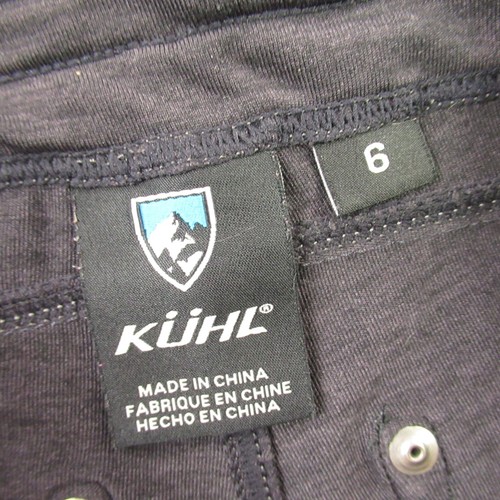 6
KÜHL®
MADE IN CHINA
FABRIQUE EN CHINE
HECHO EN CHINA